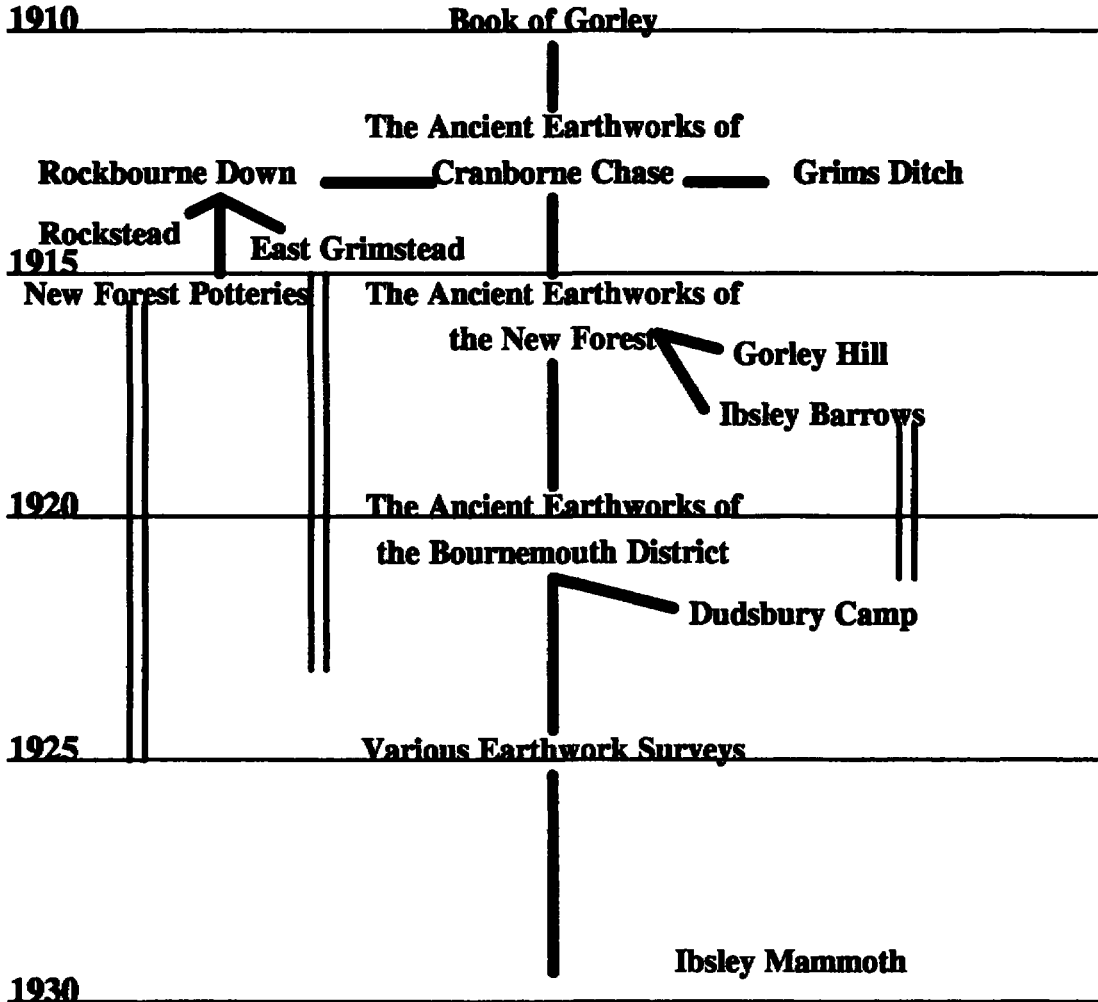 1910 Book of Gorley
The Ancient Earthworks of
Rockbourne Down Cranborne Chase Grims Ditch
Rockstead
East Grimstead
1915
New Forest Potteries The Ancient Earthworks of
the New Forest
Gorley Hill
Ibsley Barrows
1920 The Ancient Earthworks of
the Bournemouth District
Dudsbury Camp
1925 Various Earthwork Surveys
Ibsley Mammoth
1930